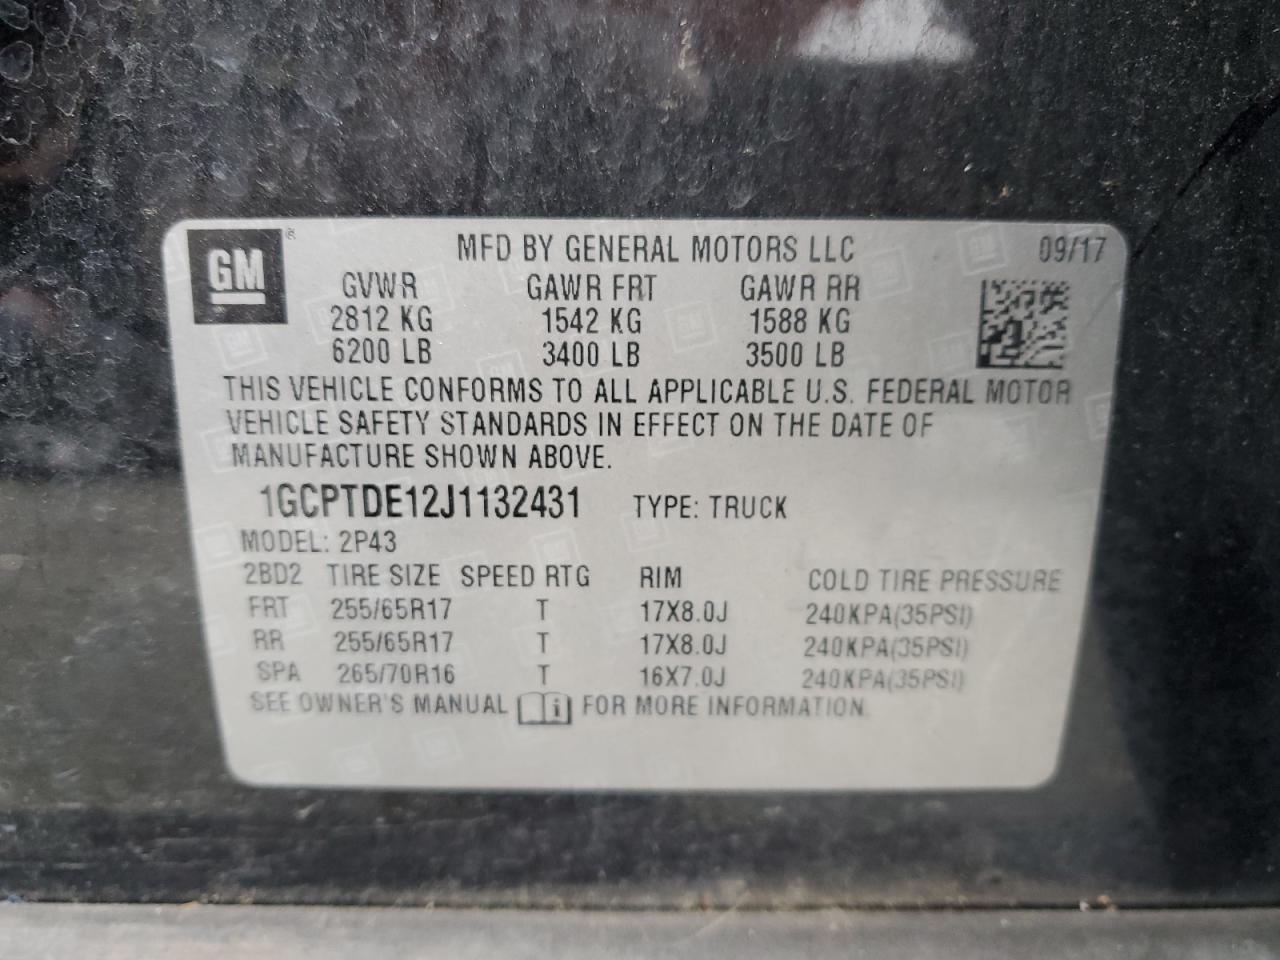 GM ® MFD BY GENERAL MOTORS LLC 09/17
GVWR GAWR FRT GAWR RR
2812 KG 1542 KG 1588 KG
6200 LB 3400 LB 3500 LB
THIS VEHICLE CONFORMS TO ALL APPLICABLE U.S. FEDERAL MOTOR
VEHICLE SAFETY STANDARDS IN EFFECT ON THE DATE OF
MANUFACTURE SHOWN ABOVE.
1GCPTDE12J1132431 TYPE: TRUCK
MODEL: 2P43
2BD2 TIRE SIZE SPEED RTG RIM COLD TIRE PRESSURE
FRT 255/65R17 T 17X8.0J 240KPA(35PSI)
RR 255/65R17 T 17X8.0J 240KPA(35PSI)
SPA 265/70R16 T 16X7.0J 240KPA(35PSI)
SEE OWNER'S MANUAL i FOR MORE INFORMATION.